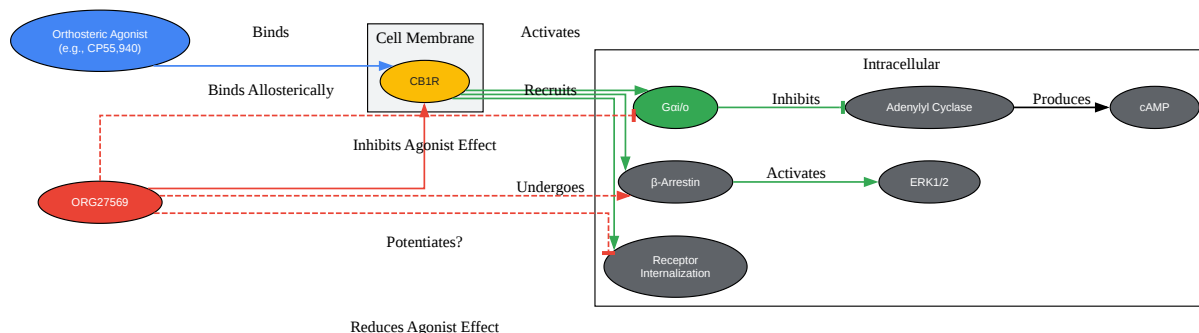 Orthosteric Agonist
(e.g., CP55,940)
Binds
Cell Membrane
Activates
CB1R
Intracellular
Binds Allosterically
Recruits
Gαi/o
Inhibits
Adenylyl Cyclase
Produces
cAMP
Inhibits Agonist Effect
ORG27569
Undergoes
β-Arrestin
Activates
ERK1/2
Potentiates?
Receptor
Internalization
Reduces Agonist Effect